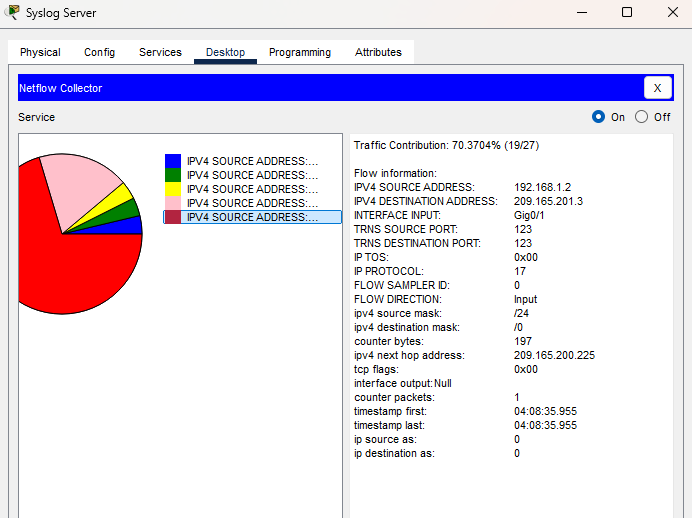 Syslog Server
Physical Config Services Desktop Programming Attributes
Netflow Collector X
Service On Off
IPV4 SOURCE ADDRESS:...
IPV4 SOURCE ADDRESS:...
IPV4 SOURCE ADDRESS:...
IPV4 SOURCE ADDRESS:...
IPV4 SOURCE ADDRESS:...
Traffic Contribution: 70.3704% (19/27)
Flow information:
IPV4 SOURCE ADDRESS: 192.168.1.2
IPV4 DESTINATION ADDRESS: 209.165.201.3
INTERFACE INPUT: Gig0/1
TRNS SOURCE PORT: 123
TRNS DESTINATION PORT: 123
IP TOS: 0x00
IP PROTOCOL: 17
FLOW SAMPLER ID: 0
FLOW DIRECTION: Input
ipv4 source mask: /24
ipv4 destination mask: /0
counter bytes: 197
ipv4 next hop address: 209.165.200.225
tcp flags: 0x00
interface output:Null
counter packets: 1
timestamp first: 04:08:35.955
timestamp last: 04:08:35.955
ip source as: 0
ip destination as: 0